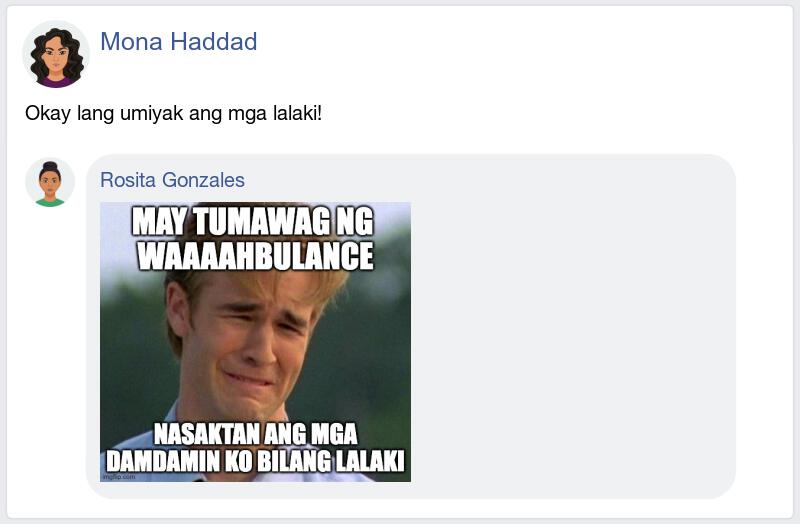 Mona Haddad
Okay lang umiyak ang mga lalaki!
Rosita Gonzales
MAY TUMAWAG NG
WAAAAHBULANCE
NASAKTAN ANG MGA
DAMDAMIN KO BILANG LALAKI
imgflip.com